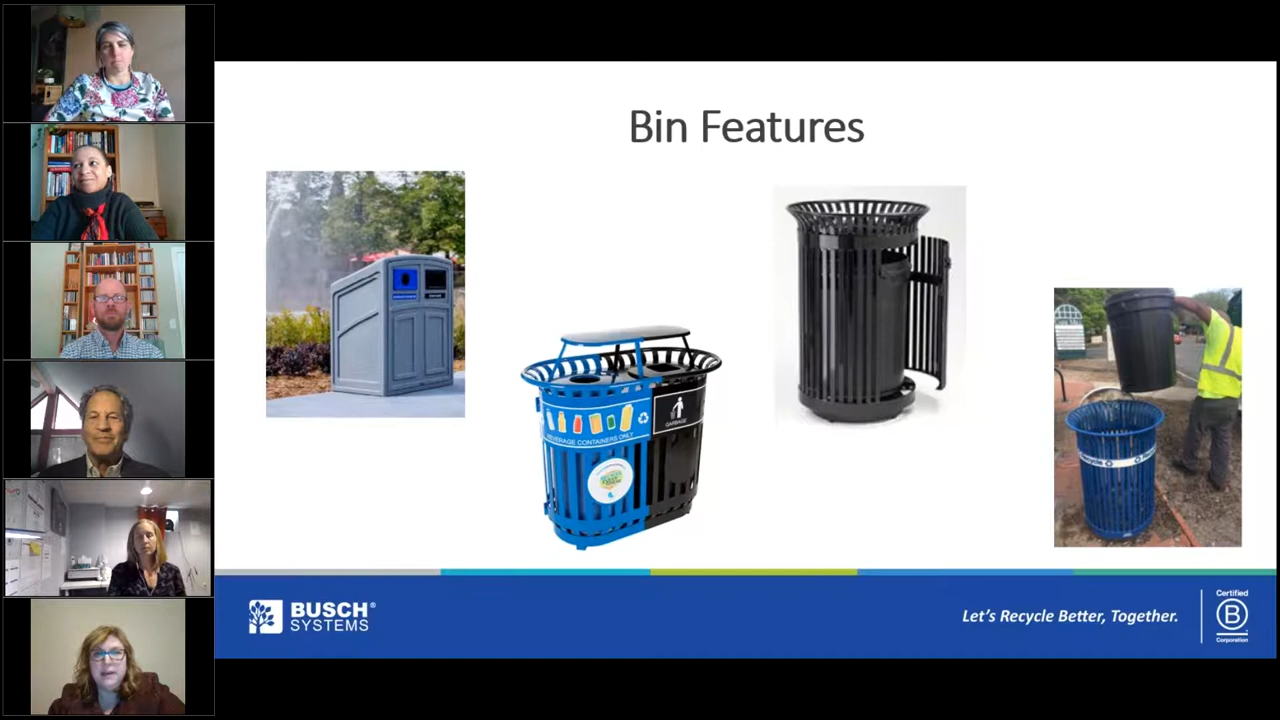 Bin Features
BEVERAGE CONTAINERS ONLY
GARBAGE
BUSCH®
SYSTEMS
Let's Recycle Better, Together.
Certified
B
Corporation